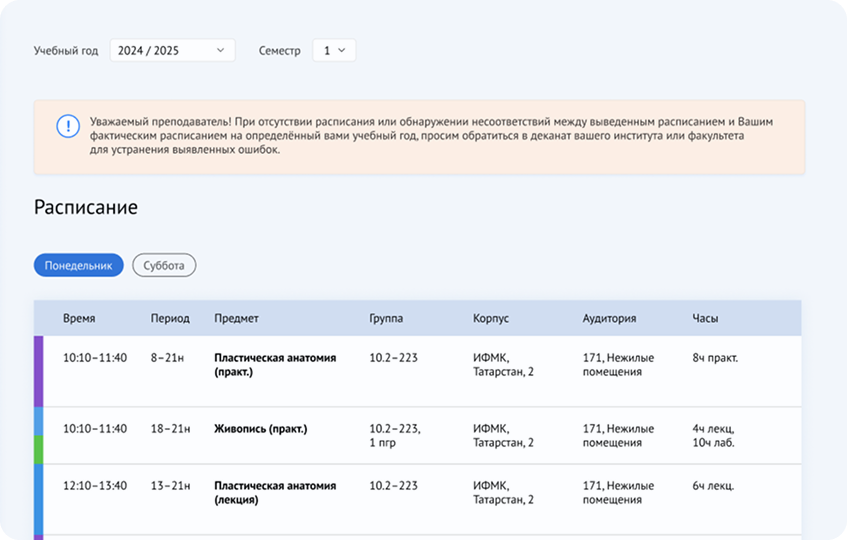 Учебный год 2024 / 2025 Семестр 1
Уважаемый преподаватель! При отсутствии расписания или обнаружении несоответствий между выведенным расписанием и Вашим
фактическим расписанием на определённый вами учебный год, просим обратиться в деканат вашего института или факультета
для устранения выявленных ошибок.
Расписание
Понедельник Суббота
Время Период Предмет Группа Корпус Аудитория Часы
10:10–11:40 8–21н Пластическая анатомия 10.2–223 ИФМК, 171, Нежилые 8ч практ.
(практ.) Татарстан, 2 помещения
10:10–11:40 18–21н Живопись (практ.) 10.2–223, ИФМК, 171, Нежилые 4ч лекц,
1 пгр Татарстан, 2 помещения 10ч лаб.
12:10–13:40 13–21н Пластическая анатомия 10.2–223 ИФМК, 171, Нежилые 6ч лекц.
(лекция) Татарстан, 2 помещения